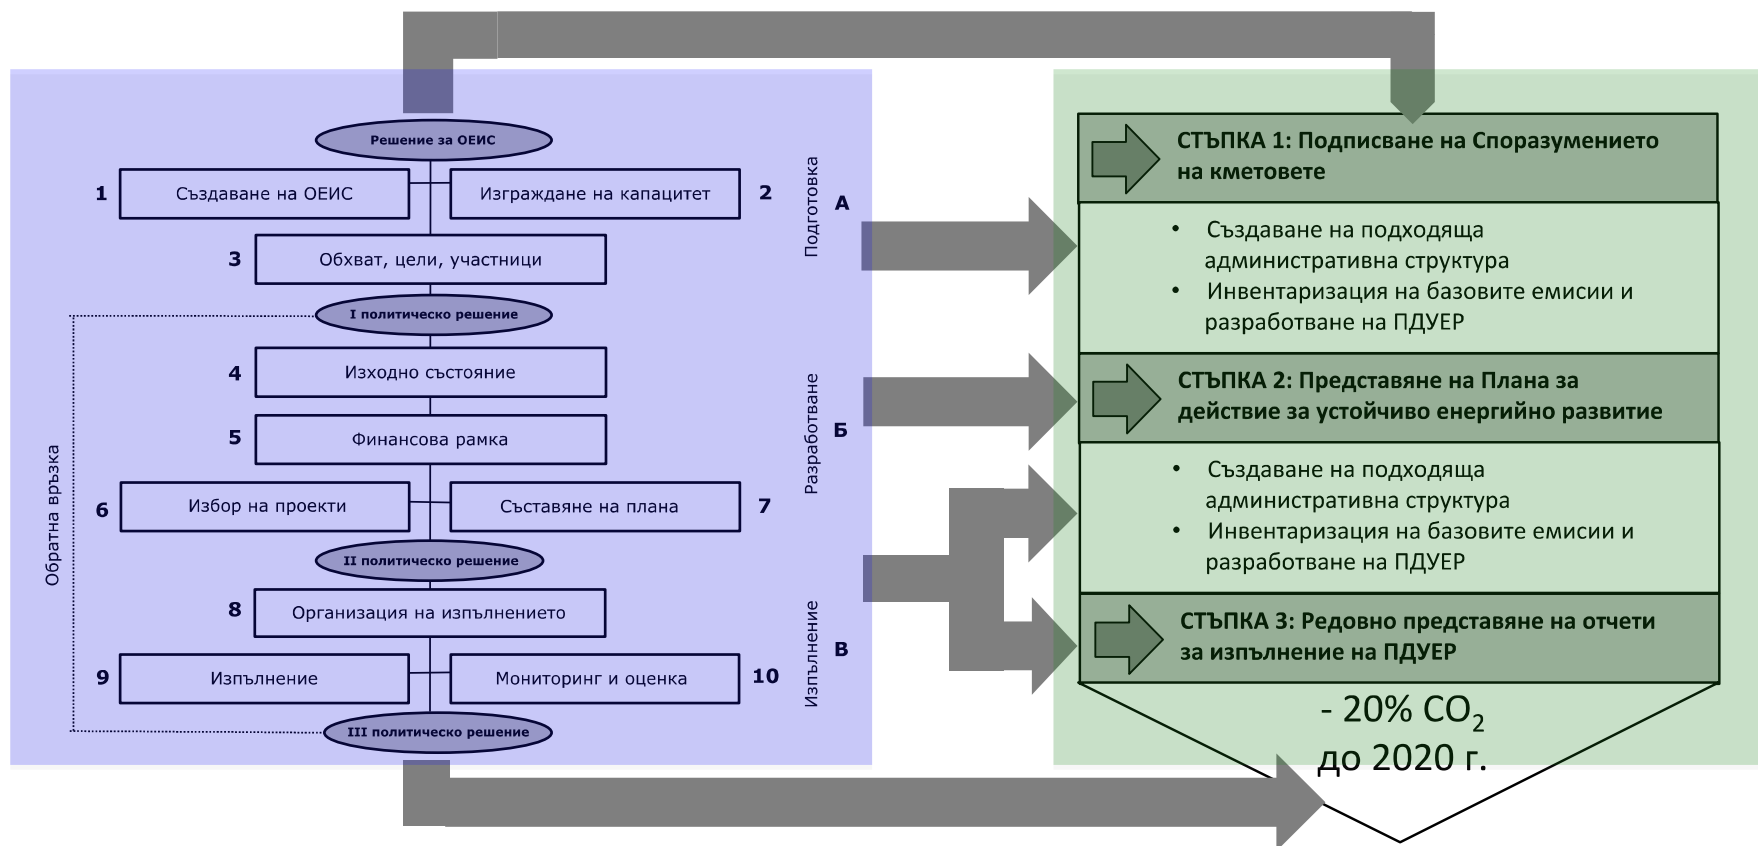 Решение за ОЕИС
1
Създаване на ОЕИС
Изграждане на капацитет
2
3
Обхват, цели, участници
I политическо решение
4
Изходно състояние
5
Финансова рамка
6
Избор на проекти
Съставяне на плана
7
II политическо решение
8
Организация на изпълнението
9
Изпълнение
Мониторинг и оценка
10
III политическо решение
Обратна връзка
Подготовка
А
Разработване
Б
Изпълнение
В
СТЪПКА 1: Подписване на Споразумението
на кметовете
• Създаване на подходяща
административна структура
• Инвентаризация на базовите емисии и
разработване на ПДУЕР
СТЪПКА 2: Представяне на Плана за
действие за устойчиво енергийно развитие
• Създаване на подходяща
административна структура
• Инвентаризация на базовите емисии и
разработване на ПДУЕР
СТЪПКА 3: Редовно представяне на отчети
за изпълнение на ПДУЕР
- 20% CO₂
до 2020 г.